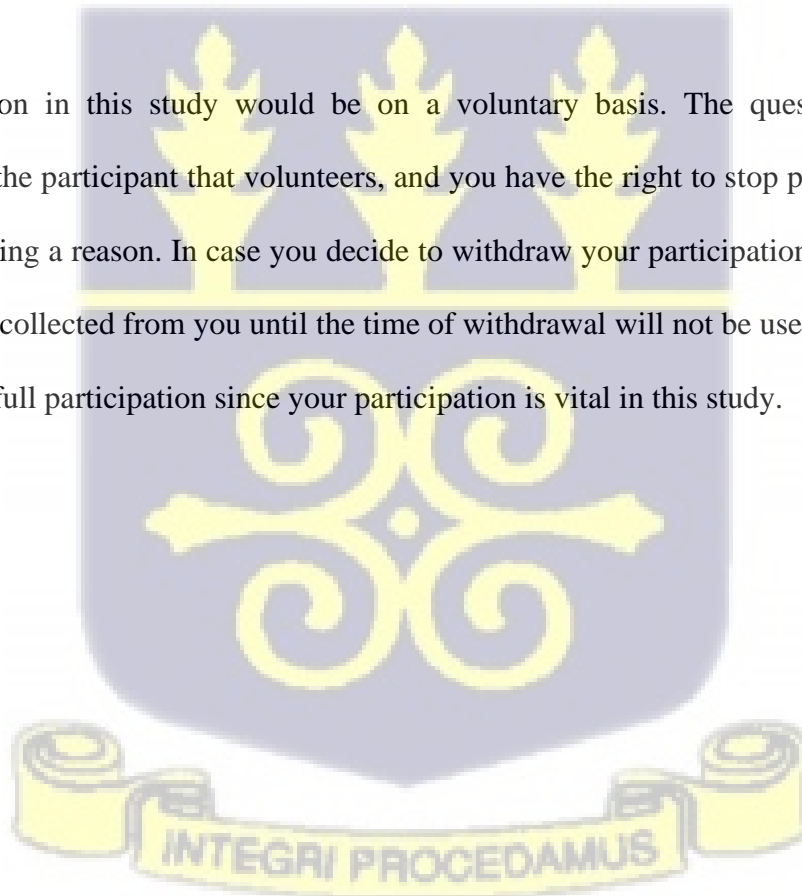 on in this study would be on a voluntary basis. The ques
the participant that volunteers, and you have the right to stop p
ing a reason. In case you decide to withdraw your participation
collected from you until the time of withdrawal will not be use
full participation since your participation is vital in this study.
INTEGRI PROCEDAMUS